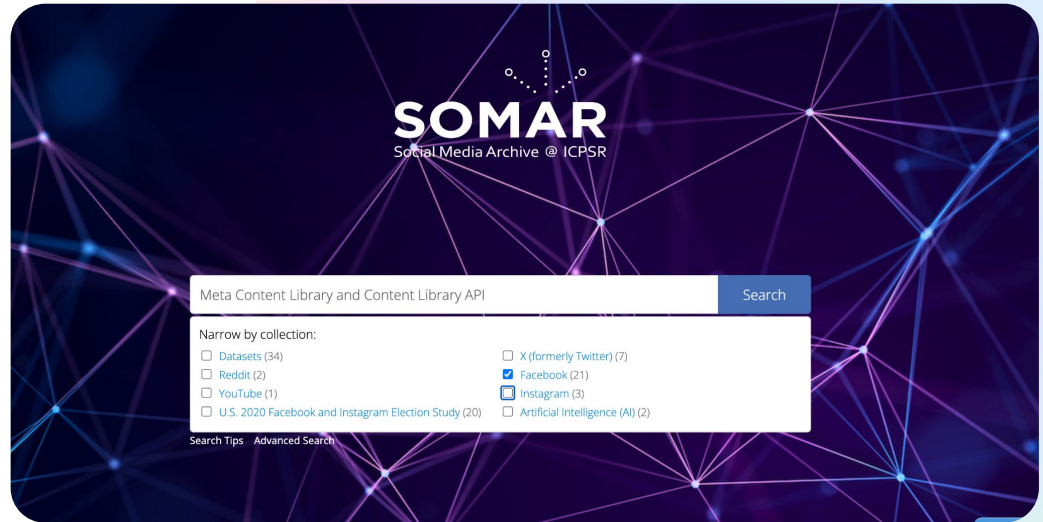 SOMAR
Social Media Archive @ ICPSR
Meta Content Library and Content Library API
Search
Narrow by collection:
Datasets (34)
X (formerly Twitter) (7)
Reddit (2)
Facebook (21)
YouTube (1)
Instagram (3)
U.S. 2020 Facebook and Instagram Election Study (20)
Artificial Intelligence (AI) (2)
Search Tips Advanced Search